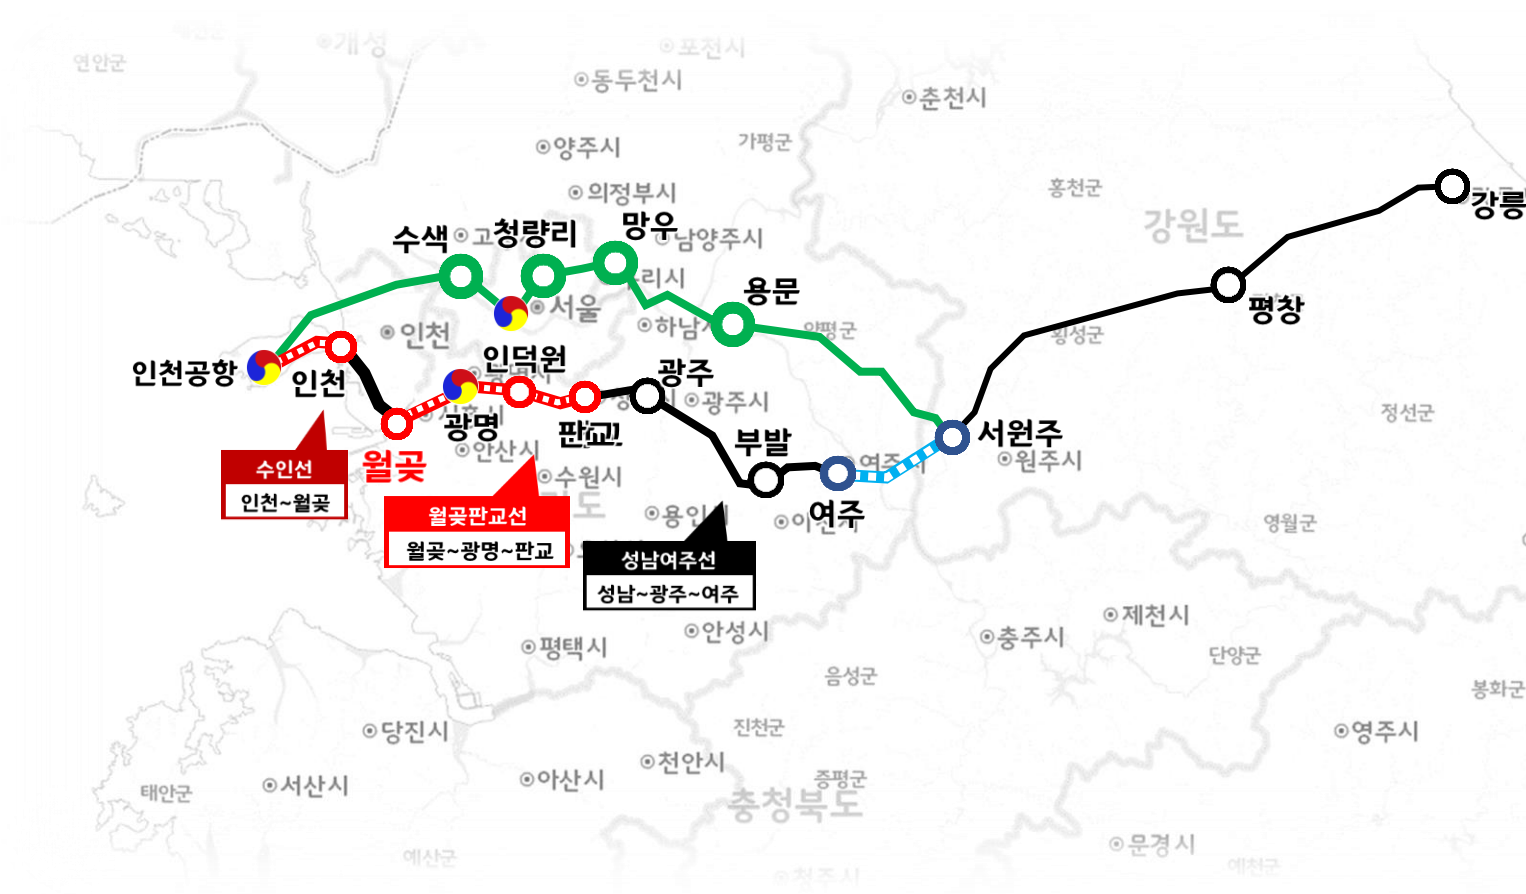 개성
포천시
연안군
동두천시
춘천시
양주시
가평군
의정부시
홍천군
강릉
강원도
수색
청량리
망우
남양주시
용문
평창
서울
인천
하남시
양평군
횡성군
인천공항
인천
인덕원
광주
광주시
정선군
광명
판교
부발
서원주
안산시
여주시
원주시
월곶
수원시
수인선
인천~월곶
여주
용인시
이천시
영월군
월곶판교선
월곶~광명~판교
성남여주선
성남~광주~여주
제천시
안성시
충주시
평택시
단양군
음성군
봉화군
당진시
진천군
영주시
천안시
아산시
증평군
서산시
태안군
충청북도
문경시
예산군
예천군
청주시